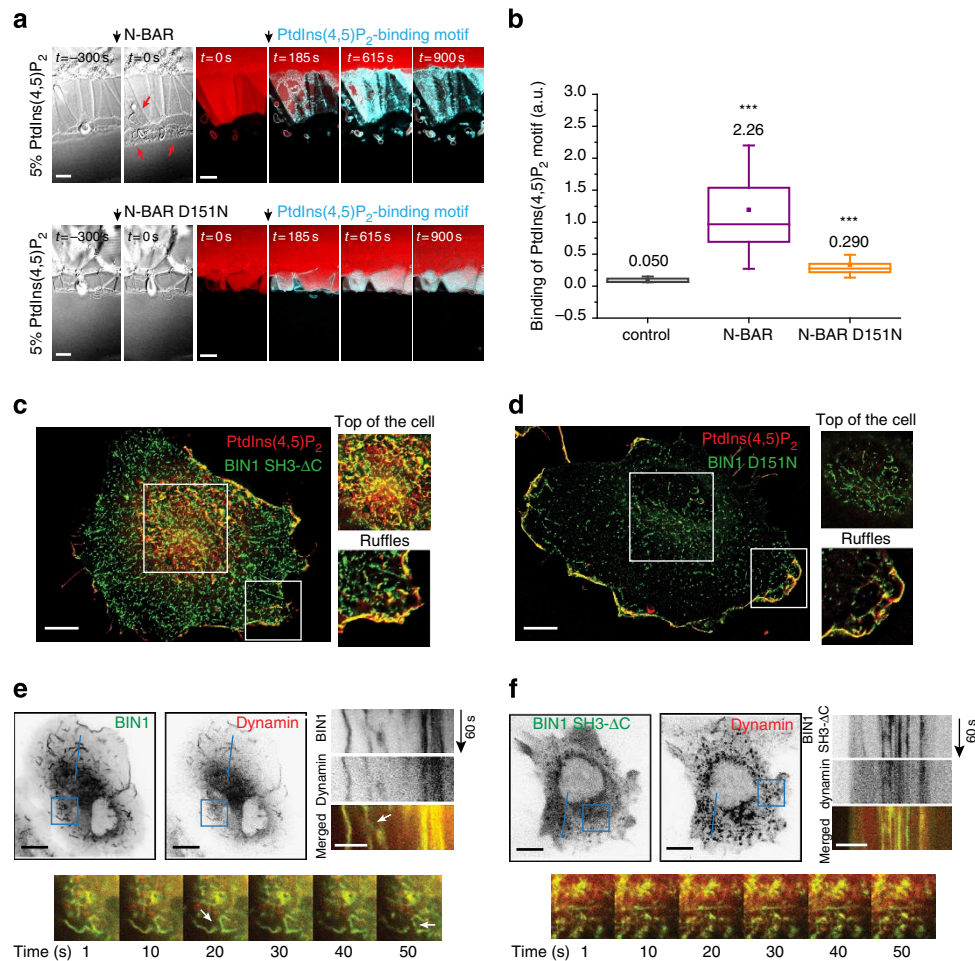 a
N-BAR
PtdIns(4,5)P2-binding motif
5% PtdIns(4,5)P2
t=–300 s
t=0 s
t=0 s
t=185 s
t=615 s
t=900 s
N-BAR D151N
PtdIns(4,5)P2-binding motif
5% PtdIns(4,5)P2
t=–300 s
t=0 s
t=0 s
t=185 s
t=615 s
t=900 s
b
Binding of PtdIns(4,5)P2 motif (a.u.)
3.0
2.5
2.0
1.5
1.0
0.5
0.0
–0.5
0.050
***
2.26
***
0.290
control
N-BAR
N-BAR D151N
c
PtdIns(4,5)P2
BIN1 SH3-ΔC
Top of the cell
Ruffles
d
PtdIns(4,5)P2
BIN1 D151N
Top of the cell
Ruffles
e
BIN1
Dynamin
BIN1
Dynamin
Merged
60 s
Time (s)
1
10
20
30
40
50
f
BIN1 SH3-ΔC
Dynamin
BIN1
SH3-ΔC
dynamin
Merged
60 s
Time (s)
1
10
20
30
40
50